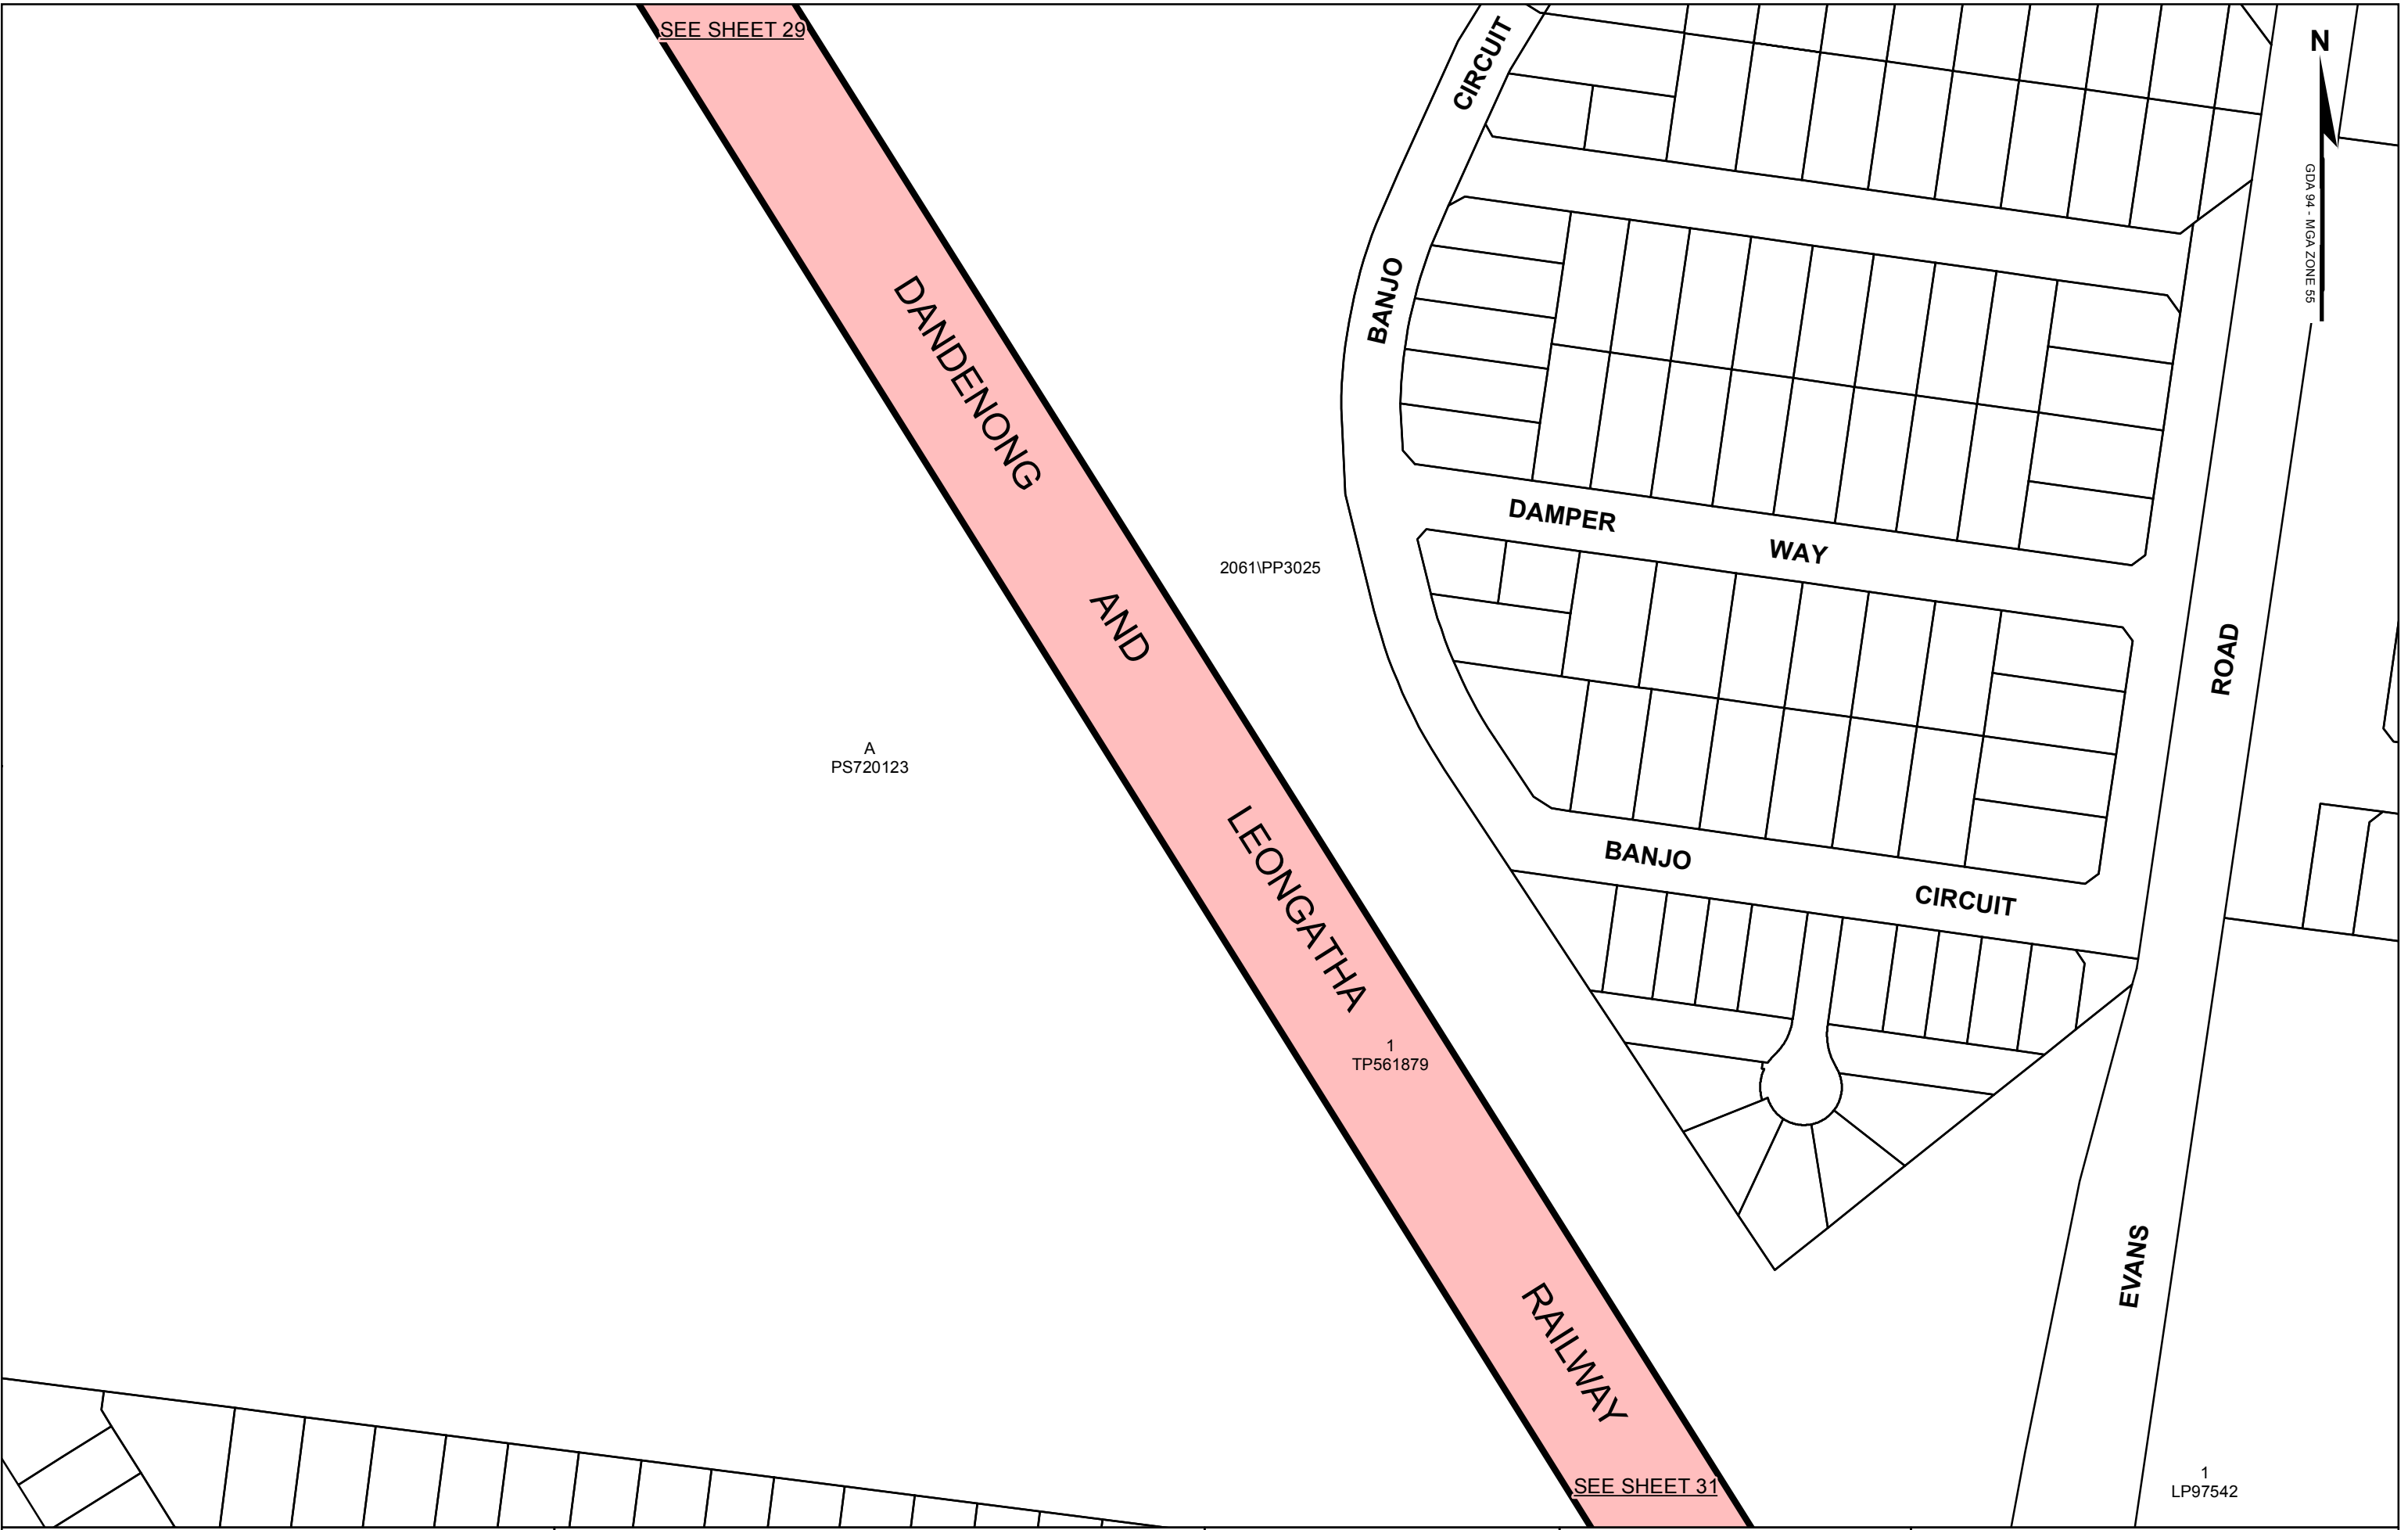 SEE SHEET 29
CIRCUIT
N
GDA 94 - MGA ZONE 55
BANJO
DANDENONG
DAMPER
WAY
2061\PP3025
AND
ROAD
A
PS720123
LEONGATHA
BANJO
CIRCUIT
1
TP561879
EVANS
RAILWAY
SEE SHEET 31
1
LP97542